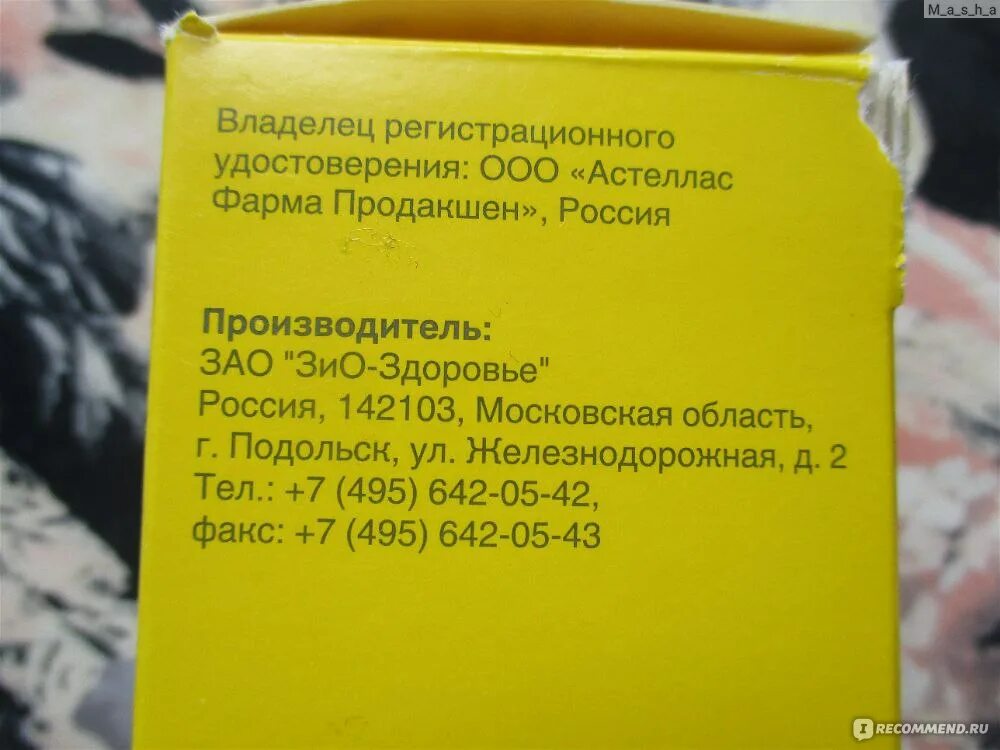 M_a_s_h_a
Владелец регистрационного
удостоверения: ООО «Астеллас
Фарма Продакшен», Россия
Производитель:
ЗАО "ЗиО-Здоровье"
Россия, 142103, Московская область,
г. Подольск, ул. Железнодорожная, д. 2
Тел.: +7 (495) 642-05-42,
факс: +7 (495) 642-05-43
IRECOMMEND.RU